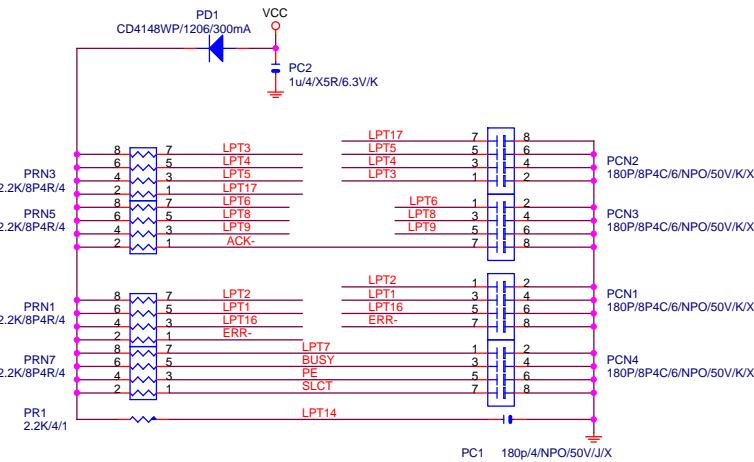 PD1
VCC
CD4148WP/1206/300mA
PC2
1u/4/X5R/6.3V/K
PRN3
2.2K/8P4R/4
8 7 LPT3
6 5 LPT4
4 3 LPT5
2 1 LPT17
PRN5
2.2K/8P4R/4
8 7 LPT6
6 5 LPT8
4 3 LPT9
2 1 ACK-
LPT17 7 8
LPT5 5 6
LPT4 3 4
LPT3 1 2
PCN2
180P/8P4C/6/NPO/50V/K/X
LPT6 1 2
LPT8 3 4
LPT9 5 6
7 8
PCN3
180P/8P4C/6/NPO/50V/K/X
PRN1
2.2K/8P4R/4
8 7 LPT2
6 5 LPT1
4 3 LPT16
2 1 ERR-
LPT2 1 2
LPT1 3 4
LPT16 5 6
ERR- 7 8
PCN1
180P/8P4C/6/NPO/50V/K/X
PRN7
2.2K/8P4R/4
8 7 LPT7 1 2
6 5 BUSY 3 4
4 3 PE 5 6
2 1 SLCT 7 8
PCN4
180P/8P4C/6/NPO/50V/K/X
PR1
2.2K/4/1
LPT14
PC1 180p/4/NPO/50V/J/X